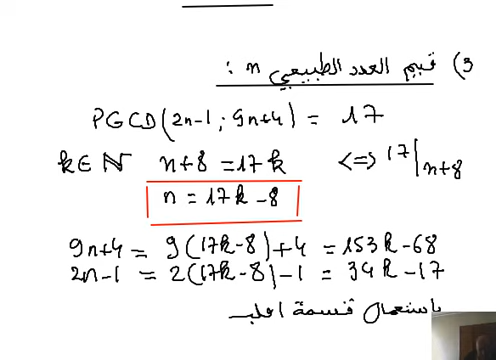 3) قيم العدد الطبيعي n :
PGCD(2n-1 ; 9n+4) = 17
k∈ℕ n+8 = 17k <=> 17|n+8
n = 17k - 8
9n+4 = 9(17k-8)+4 = 153k-68
2n-1 = 2(17k-8)-1 = 34k-17
باستعمال قسمة